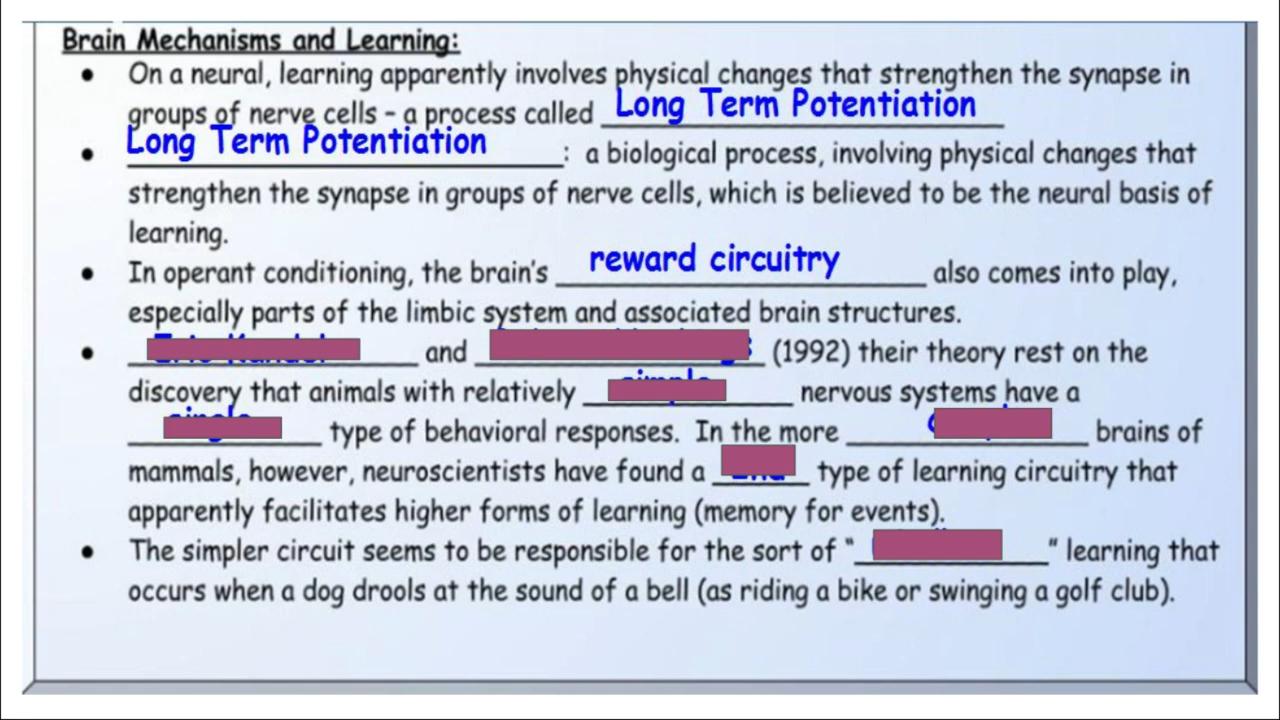 Brain Mechanisms and Learning:
• On a neural, learning apparently involves physical changes that strengthen the synapse in
groups of nerve cells – a process called Long Term Potentiation
• Long Term Potentiation: a biological process, involving physical changes that
strengthen the synapse in groups of nerve cells, which is believed to be the neural basis of
learning.
• In operant conditioning, the brain's reward circuitry also comes into play,
especially parts of the limbic system and associated brain structures.
• and (1992) their theory rest on the
discovery that animals with relatively nervous systems have a
type of behavioral responses. In the more brains of
mammals, however, neuroscientists have found a type of learning circuitry that
apparently facilitates higher forms of learning (memory for events).
• The simpler circuit seems to be responsible for the sort of “ ” learning that
occurs when a dog drools at the sound of a bell (as riding a bike or swinging a golf club).